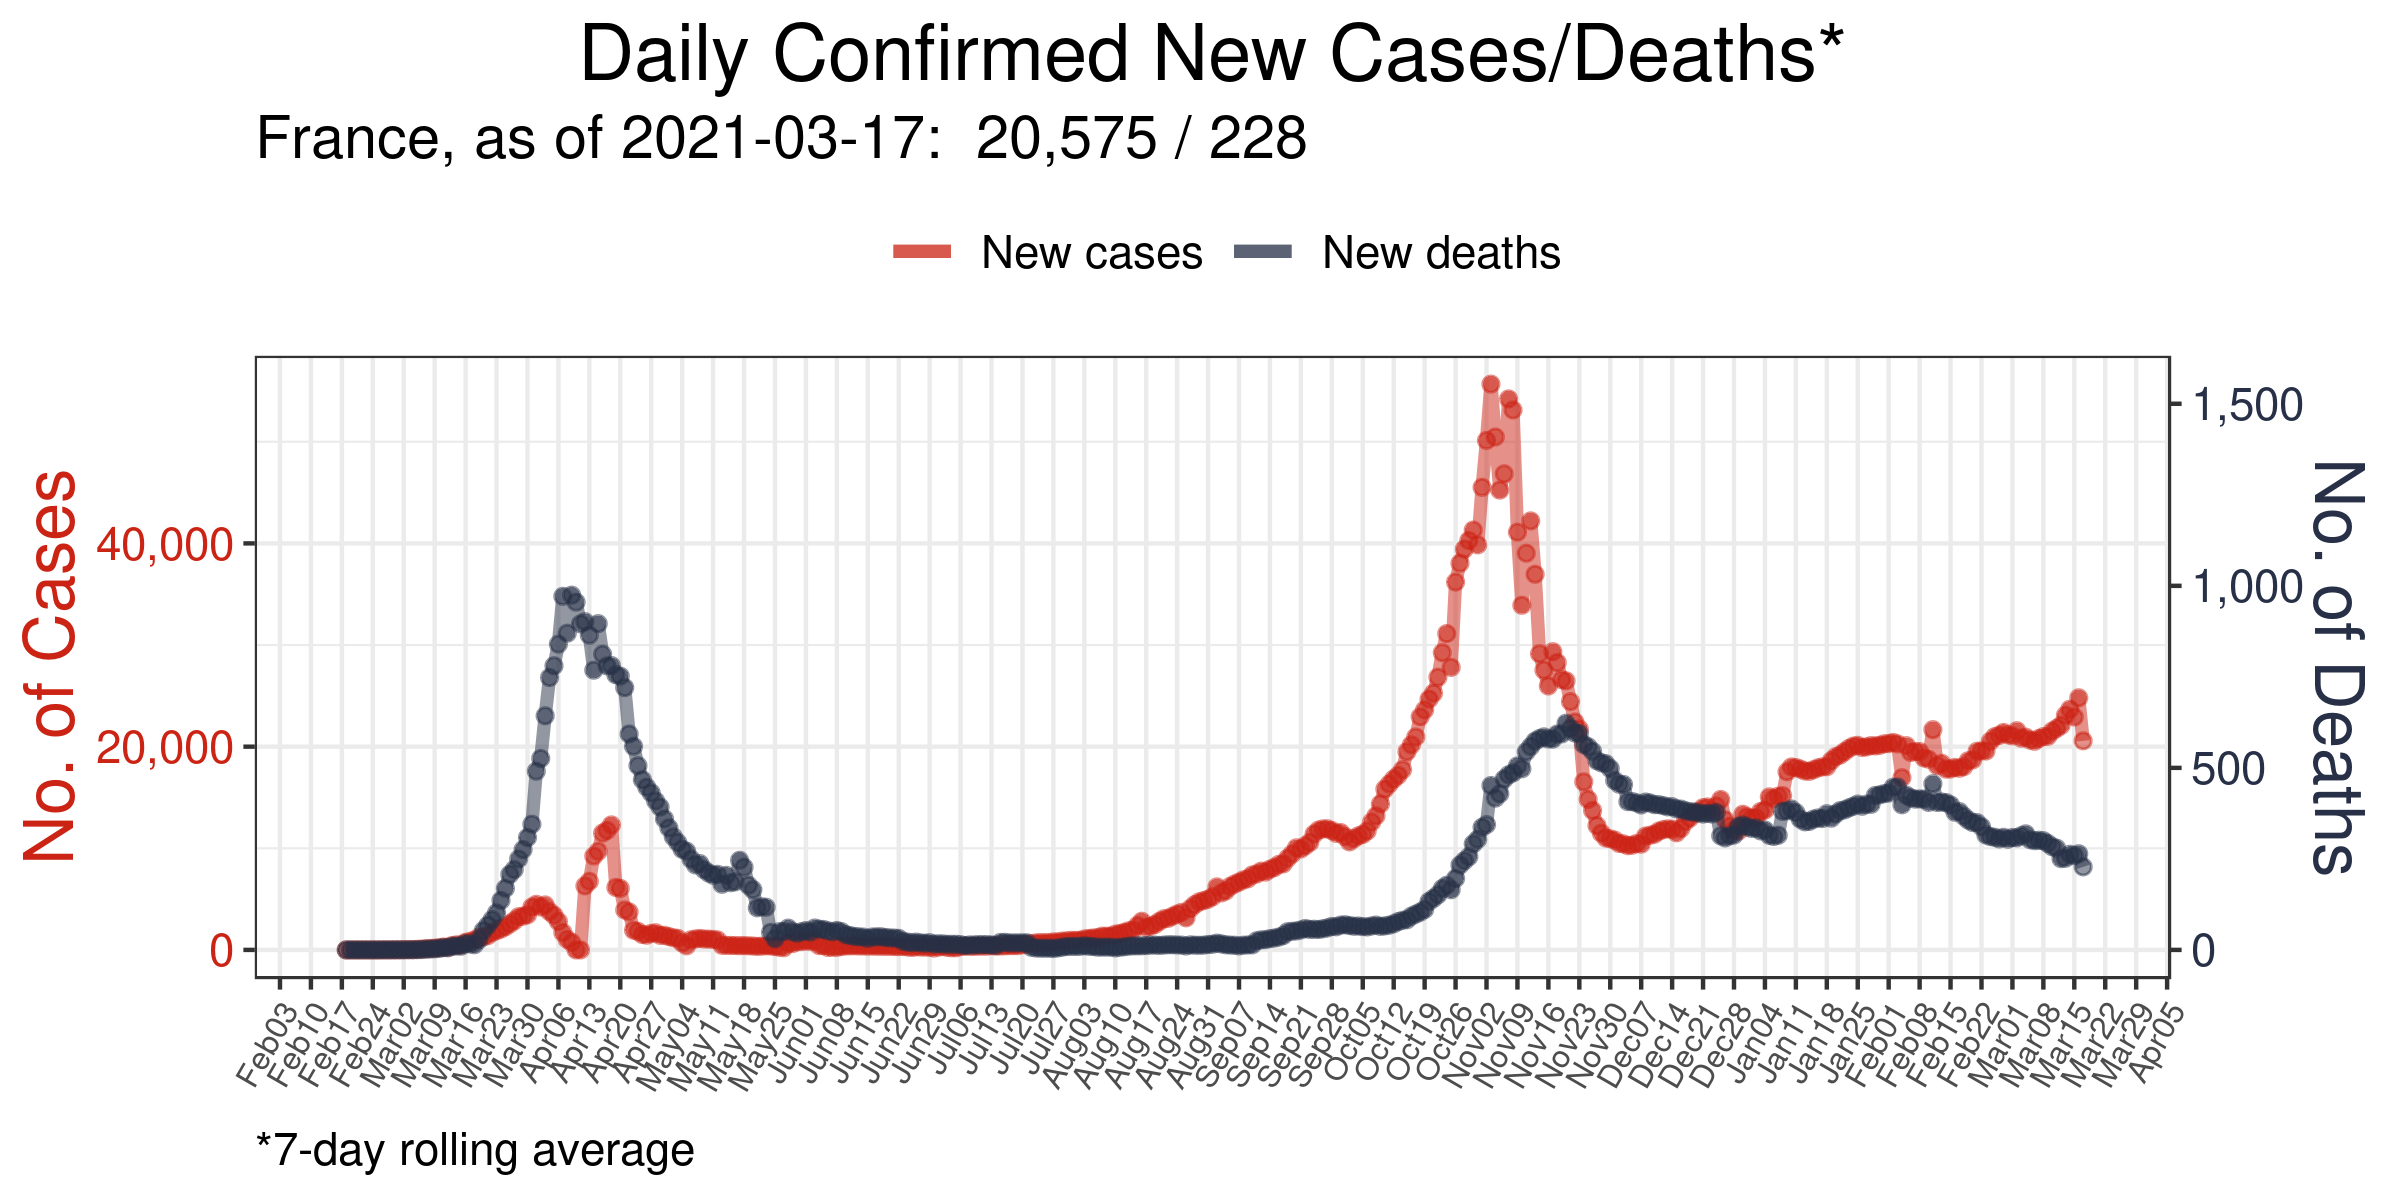 Daily Confirmed New Cases/Deaths*
France, as of 2021-03-17:  20,575 / 228
New cases
New deaths
No. of Cases
40,000
20,000
0
1,500
1,000
500
0
No. of Deaths
Feb03
Feb10
Feb17
Feb24
Mar02
Mar09
Mar16
Mar23
Mar30
Apr06
Apr13
Apr20
Apr27
May04
May11
May18
May25
Jun01
Jun08
Jun15
Jun22
Jun29
Jul06
Jul13
Jul20
Jul27
Aug03
Aug10
Aug17
Aug24
Aug31
Sep07
Sep14
Sep21
Sep28
Oct05
Oct12
Oct19
Oct26
Nov02
Nov09
Nov16
Nov23
Nov30
Dec07
Dec14
Dec21
Dec28
Jan04
Jan11
Jan18
Jan25
Feb01
Feb08
Feb15
Feb22
Mar01
Mar08
Mar15
Mar22
Mar29
Apr05
*7-day rolling average